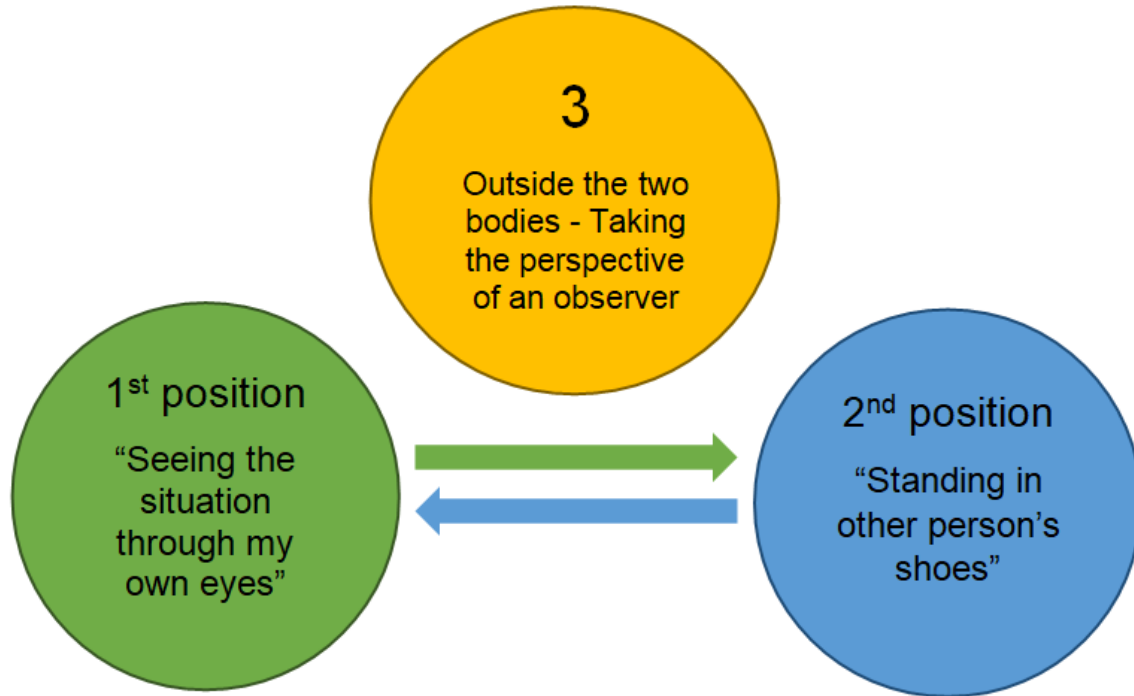 3
Outside the two
bodies - Taking
the perspective
of an observer
1st position
“Seeing the
situation
through my
own eyes”
2nd position
“Standing in
other person’s
shoes”